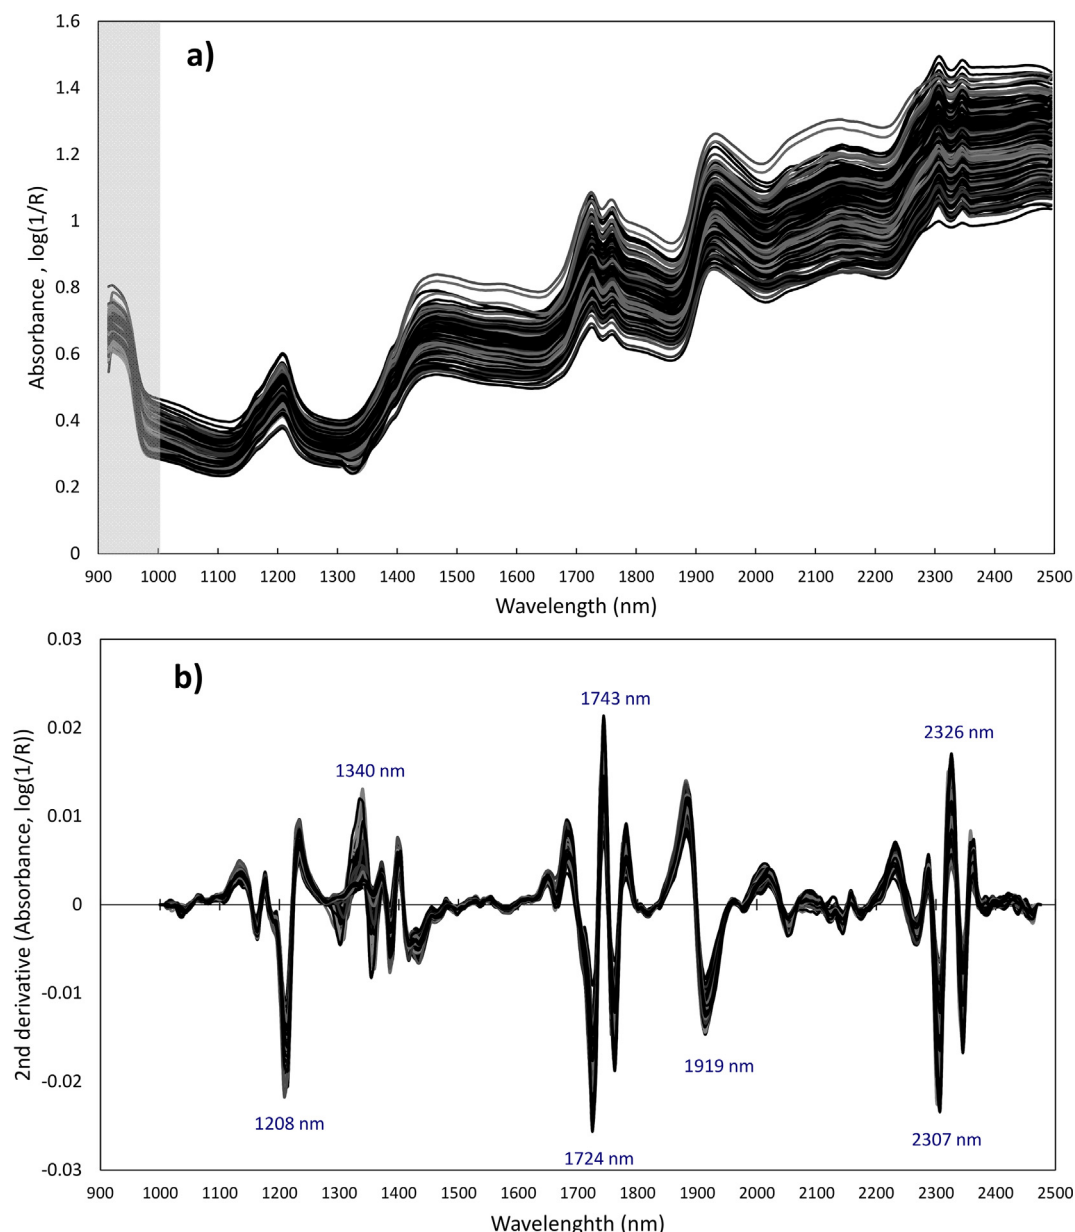 a)
Absorbance, log(1/R)
1.6
1.4
1.2
1
0.8
0.6
0.4
0.2
0
900 1000 1100 1200 1300 1400 1500 1600 1700 1800 1900 2000 2100 2200 2300 2400 2500
Wavelength (nm)
b)
2nd derivative (Absorbance, log(1/R))
0.03
0.02
0.01
0
-0.01
-0.02
-0.03
1743 nm
2326 nm
1340 nm
1919 nm
1208 nm
2307 nm
1724 nm
900 1000 1100 1200 1300 1400 1500 1600 1700 1800 1900 2000 2100 2200 2300 2400 2500
Wavelenghth (nm)